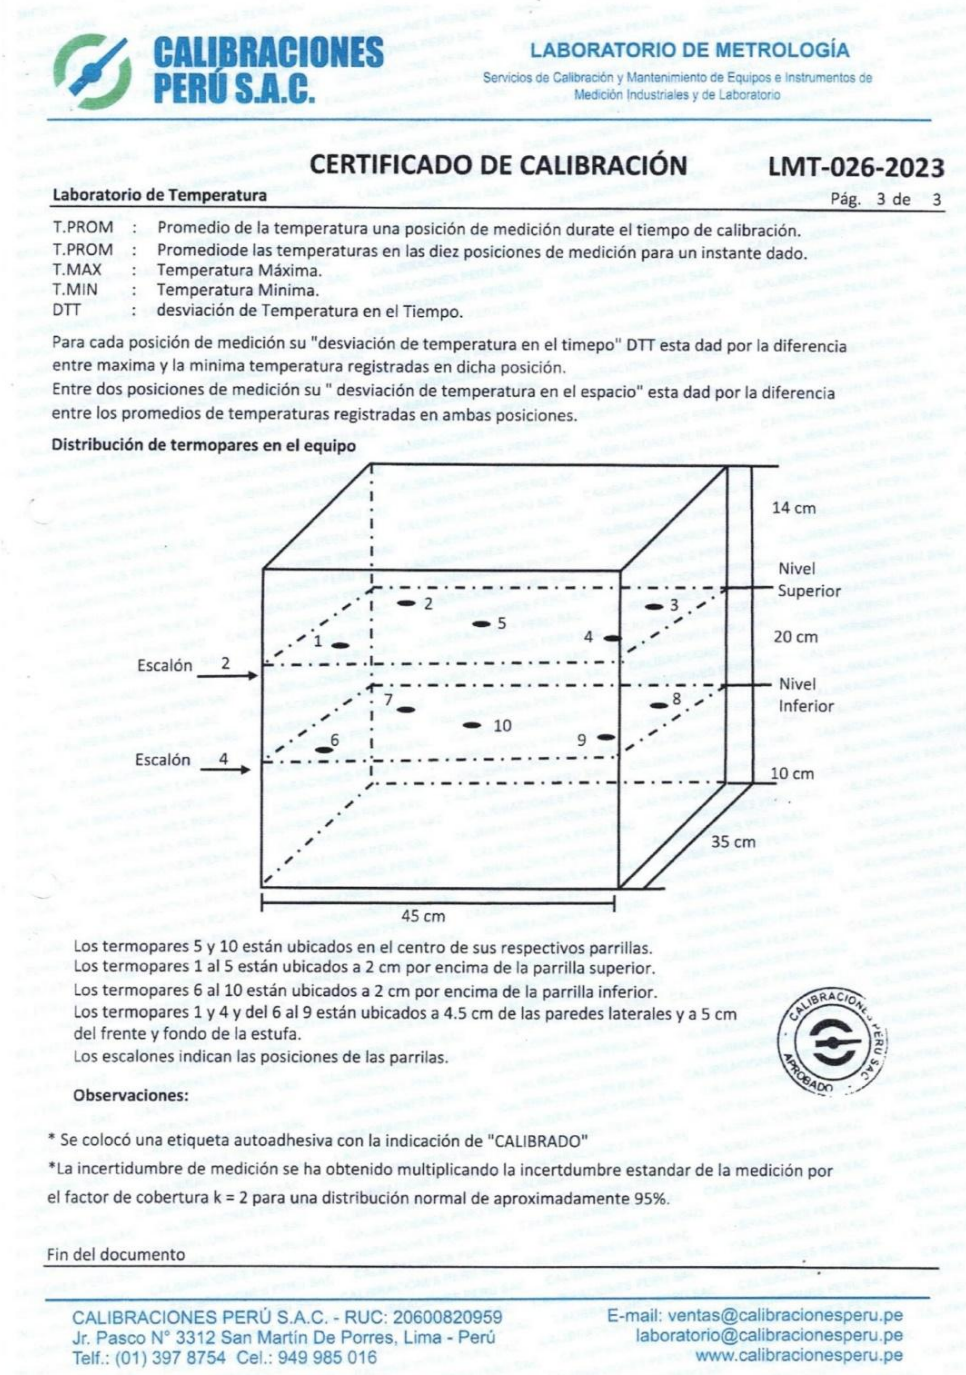 CALIBRACIONES
PERÚ S.A.C.
LABORATORIO DE METROLOGÍA
Servicios de Calibración y Mantenimiento de Equipos e Instrumentos de
Medición Industriales y de Laboratorio
CERTIFICADO DE CALIBRACIÓN LMT-026-2023
Laboratorio de Temperatura Pág. 3 de 3
T.PROM : Promedio de la temperatura una posición de medición durate el tiempo de calibración.
T.PROM : Promediode las temperaturas en las diez posiciones de medición para un instante dado.
T.MAX : Temperatura Máxima.
T.MIN : Temperatura Minima.
DTT : desviación de Temperatura en el Tiempo.
Para cada posición de medición su "desviación de temperatura en el timepo" DTT esta dad por la diferencia
entre maxima y la minima temperatura registradas en dicha posición.
Entre dos posiciones de medición su " desviación de temperatura en el espacio" esta dad por la diferencia
entre los promedios de temperaturas registradas en ambas posiciones.
Distribución de termopares en el equipo
14 cm
Nivel
Superior
2
3
5
1
4
20 cm
Escalón 2
Nivel
Inferior
7
8
10
6
9
Escalón 4
10 cm
35 cm
45 cm
Los termopares 5 y 10 están ubicados en el centro de sus respectivos parrillas.
Los termopares 1 al 5 están ubicados a 2 cm por encima de la parrilla superior.
Los termopares 6 al 10 están ubicados a 2 cm por encima de la parrilla inferior.
Los termopares 1 y 4 y del 6 al 9 están ubicados a 4.5 cm de las paredes laterales y a 5 cm
del frente y fondo de la estufa.
Los escalones indican las posiciones de las parrilas.
CALIBRACIONES PERÚ SAC
APROBADO
Observaciones:
* Se colocó una etiqueta autoadhesiva con la indicación de "CALIBRADO"
*La incertidumbre de medición se ha obtenido multiplicando la incertdumbre estandar de la medición por
el factor de cobertura k = 2 para una distribución normal de aproximadamente 95%.
Fin del documento
CALIBRACIONES PERÚ S.A.C. - RUC: 20600820959
Jr. Pasco N° 3312 San Martín De Porres, Lima - Perú
Telf.: (01) 397 8754 Cel.: 949 985 016
E-mail: ventas@calibracionesperu.pe
laboratorio@calibracionesperu.pe
www.calibracionesperu.pe